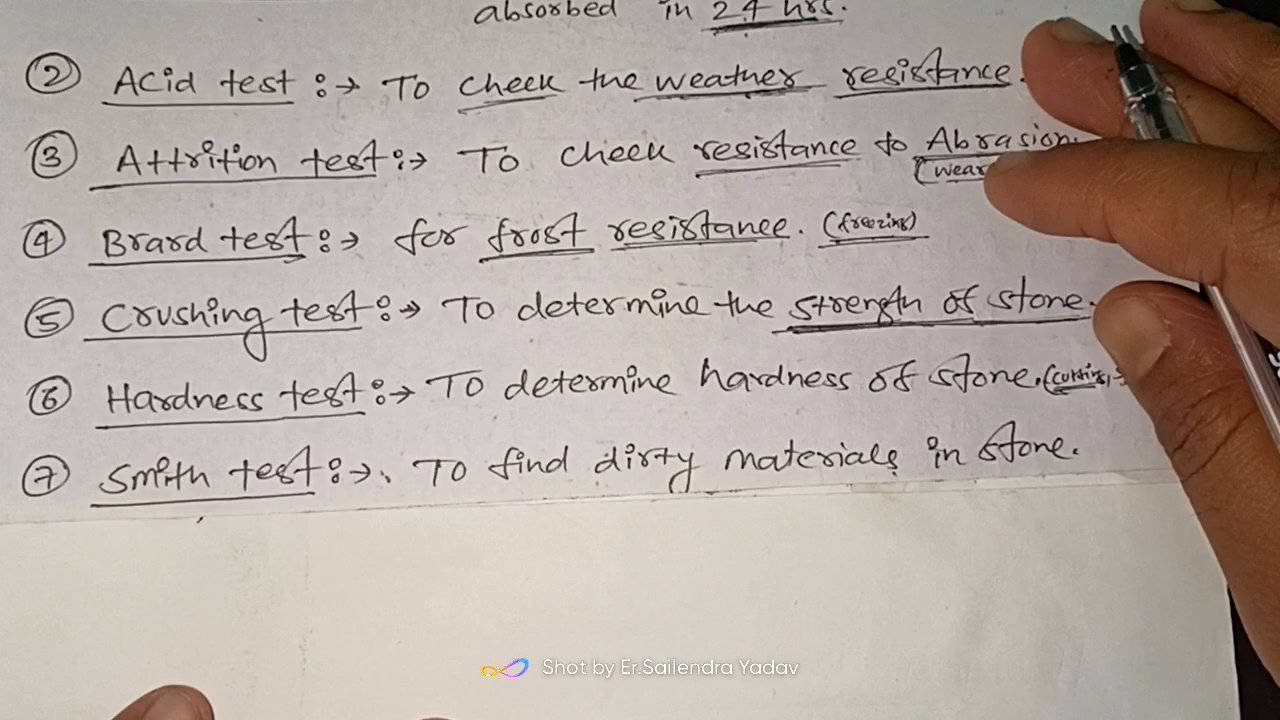 absorbed in 24 hrs.
② Acid test :→ To check the weather resistance.
③ Attrition test :→ To check resistance to Abrasion.
(wear
④ Brard test :→ for frost resistance. (freezing)
⑤ Crushing test :→ To determine the strength of stone.
⑥ Hardness test :→ To determine hardness of stone. (cutting,
⑦ Smith test :→ To find dirty materials in stone.
Shot by Er.Sailendra Yadav